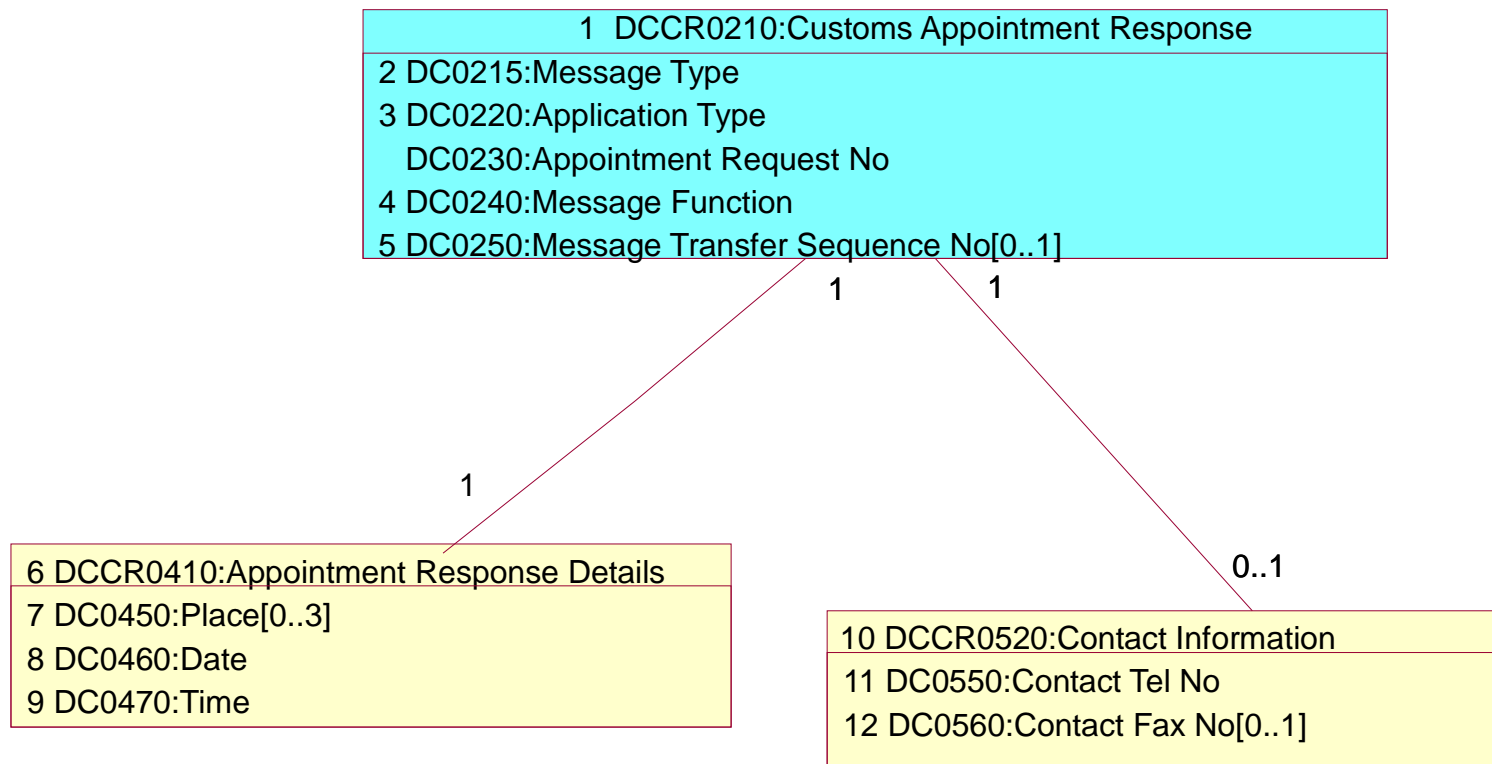 1 DCCR0210:Customs Appointment Response
2 DC0215:Message Type
3 DC0220:Application Type
DC0230:Appointment Request No
4 DC0240:Message Function
5 DC0250:Message Transfer Sequence No[0..1]
1
1
1
0..1
6 DCCR0410:Appointment Response Details
7 DC0450:Place[0..3]
8 DC0460:Date
9 DC0470:Time
10 DCCR0520:Contact Information
11 DC0550:Contact Tel No
12 DC0560:Contact Fax No[0..1]